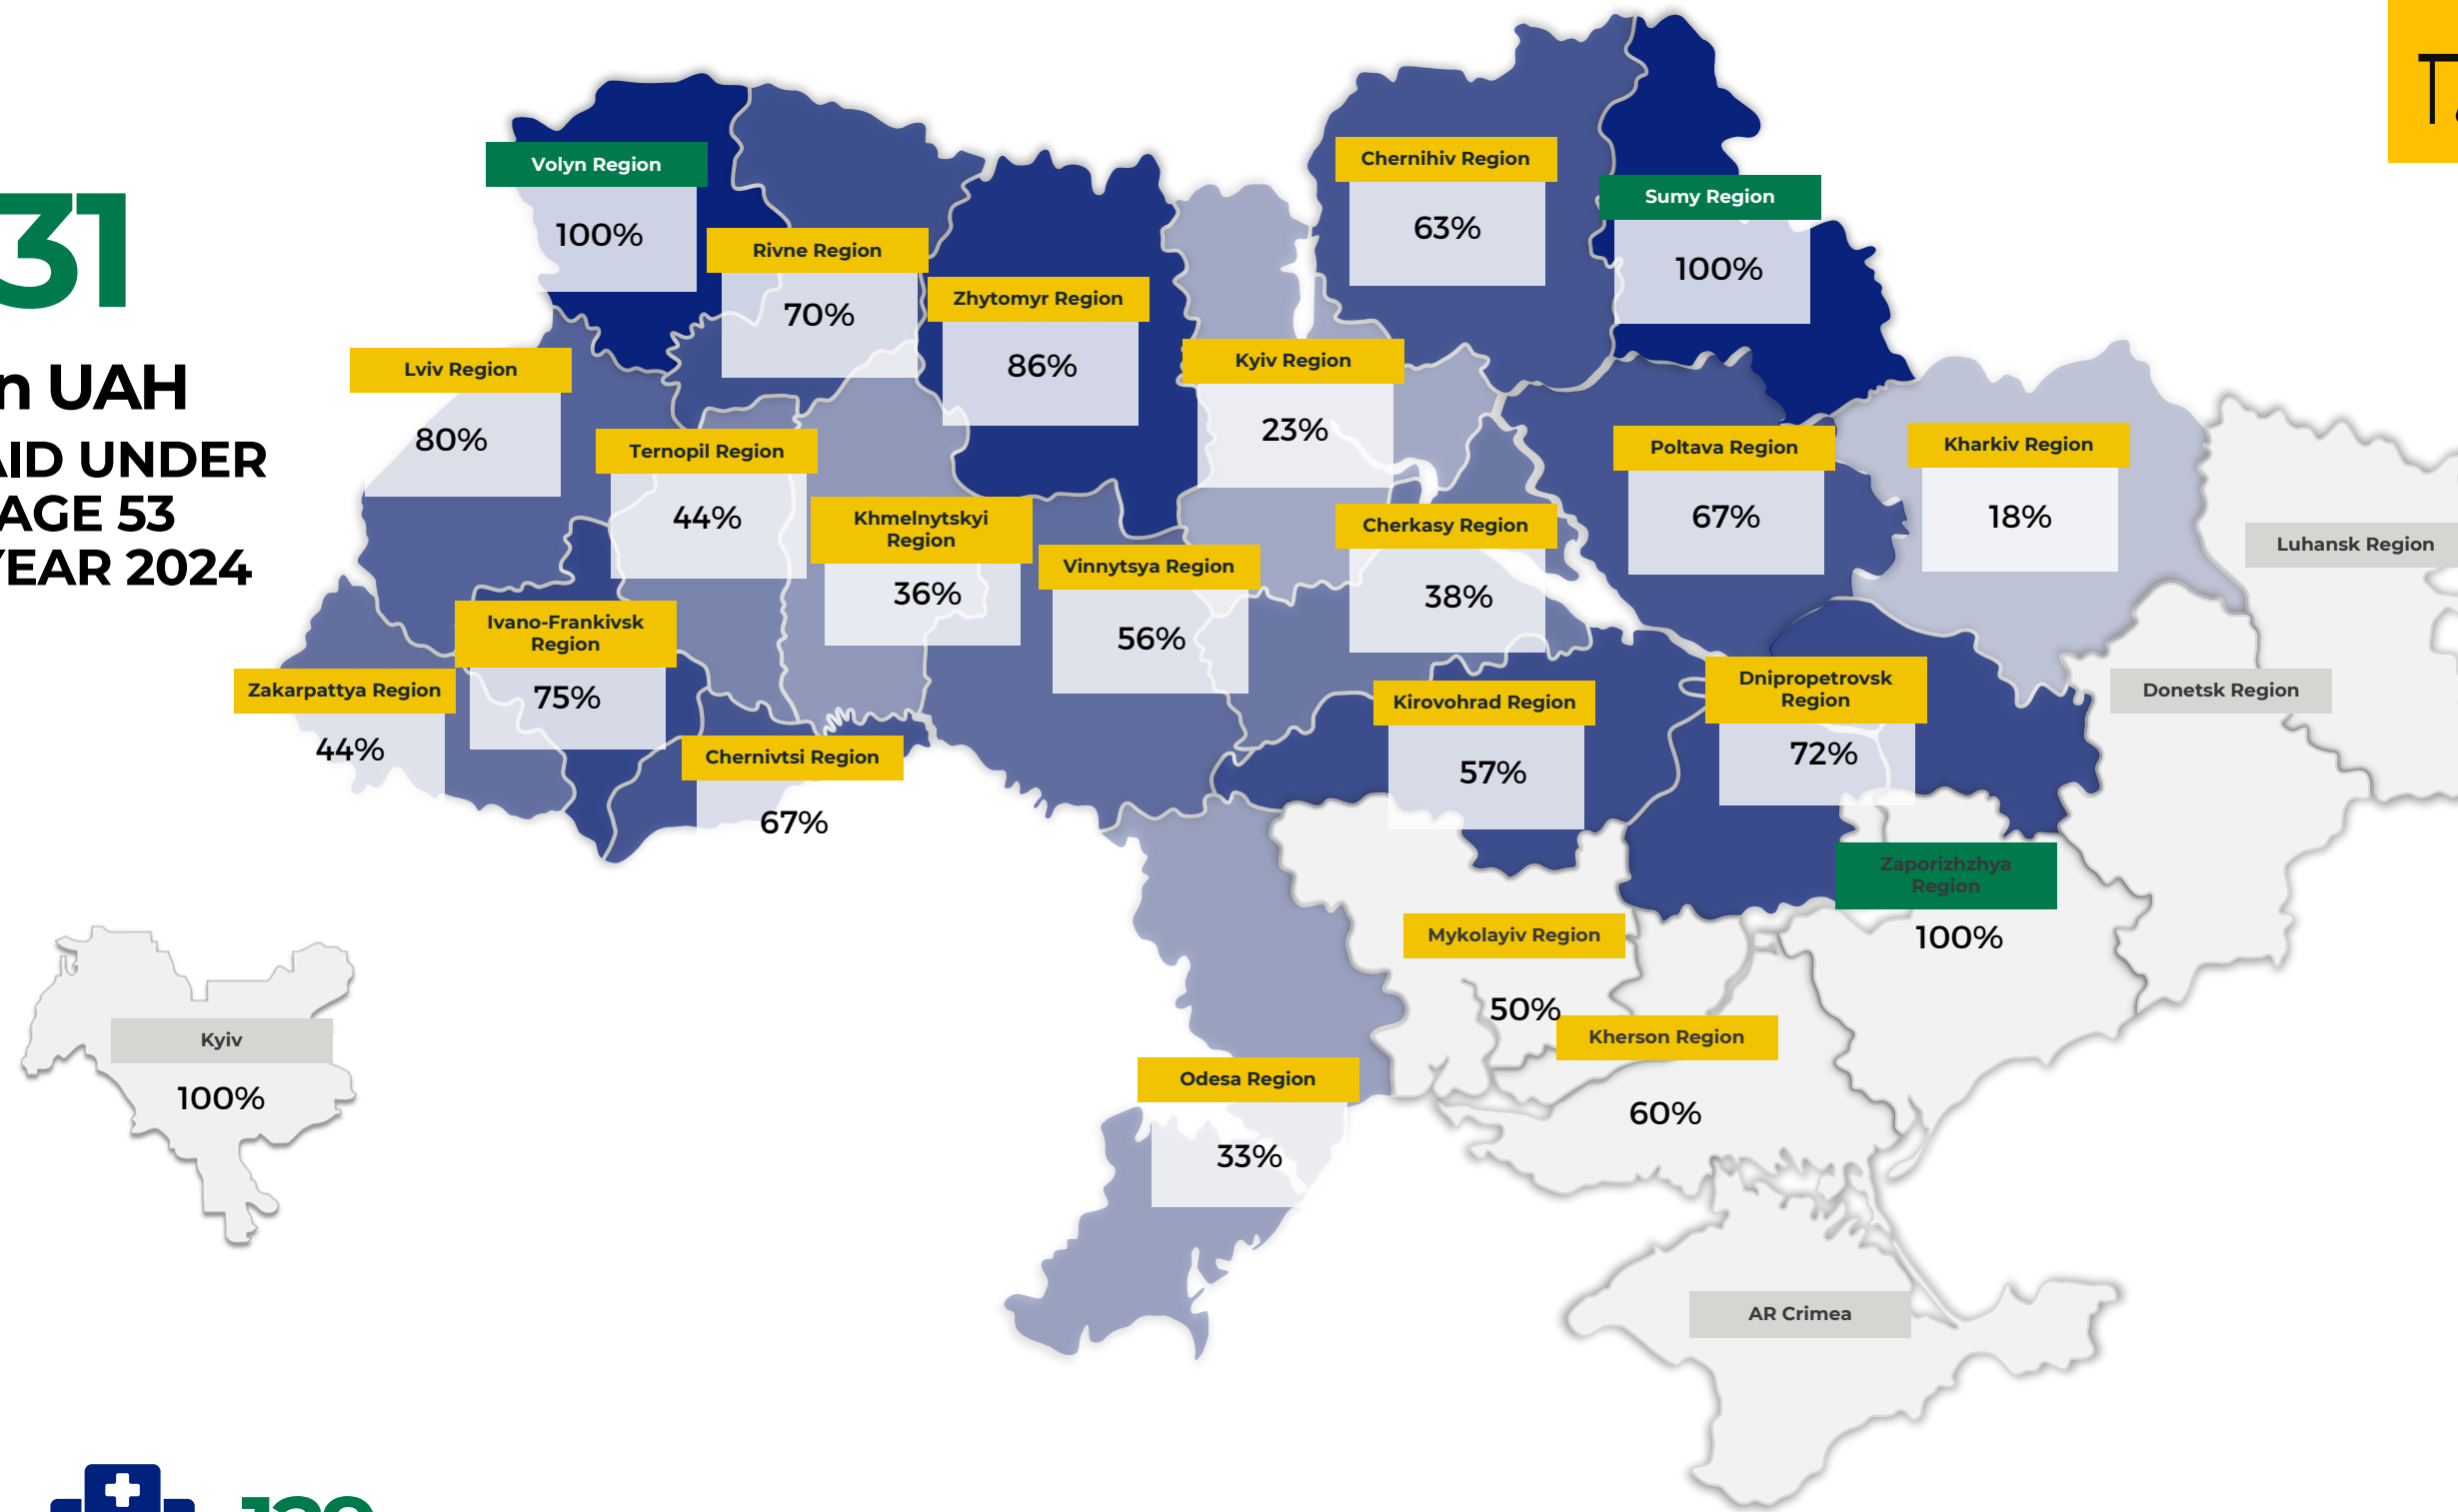 31
n UAH
AID UNDER
AGE 53
YEAR 2024
Volyn Region
100%
Rivne Region
70%
Zhytomyr Region
86%
Chernihiv Region
63%
Sumy Region
100%
Lviv Region
80%
Ternopil Region
44%
Kyiv Region
23%
Poltava Region
67%
Kharkiv Region
18%
Khmelnytskyi
Region
36%
Vinnytsya Region
56%
Cherkasy Region
38%
Luhansk Region
Ivano-Frankivsk
Region
75%
Zakarpattya Region
44%
Chernivtsi Region
67%
Kirovohrad Region
57%
Dnipropetrovsk
Region
72%
Donetsk Region
Zaporizhzhya
Region
100%
Mykolayiv Region
50%
Kherson Region
60%
Kyiv
100%
Odesa Region
33%
AR Crimea